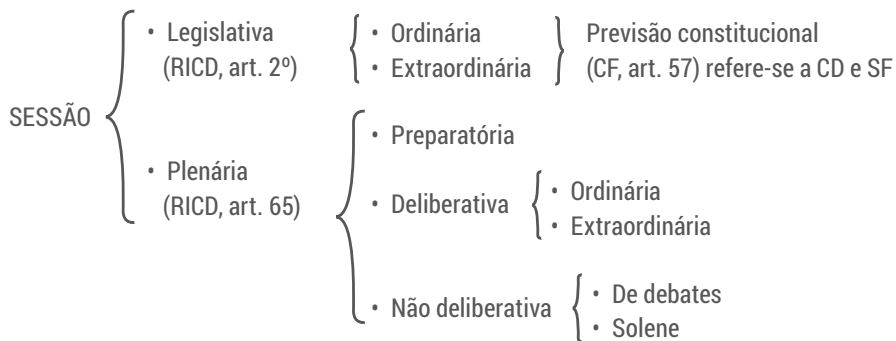 SESSÃO
• Legislativa
(RICD, art. 2º)
• Ordinária
• Extraordinária
Previsão constitucional
(CF, art. 57) refere-se a CD e SF
• Plenária
(RICD, art. 65)
• Preparatória
• Deliberativa
• Ordinária
• Extraordinária
• Não deliberativa
• De debates
• Solene